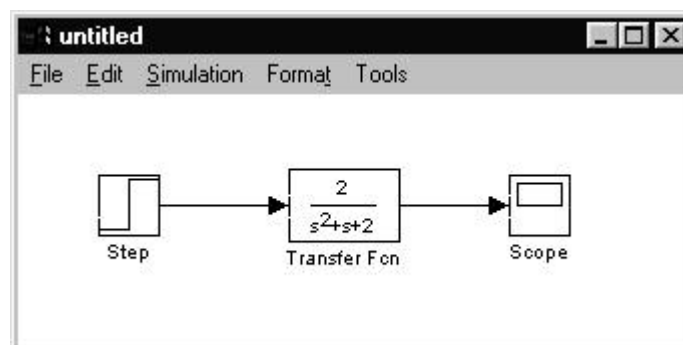 untitled
File Edit Simulation Format Tools
2
s²+s+2
Step
Transfer Fcn
Scope